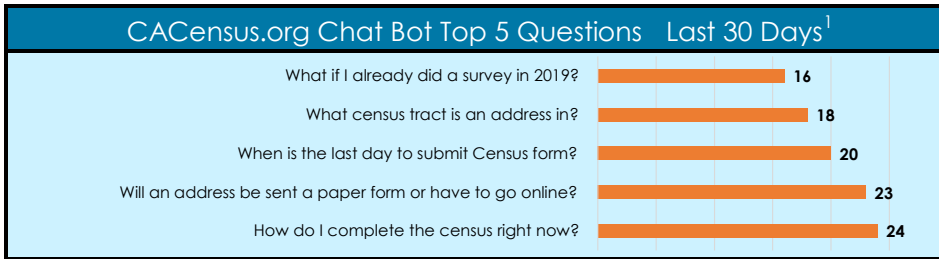 CACensus.org Chat Bot Top 5 Questions Last 30 Days1
What if I already did a survey in 2019? 16
What census tract is an address in? 18
When is the last day to submit Census form? 20
Will an address be sent a paper form or have to go online? 23
How do I complete the census right now? 24